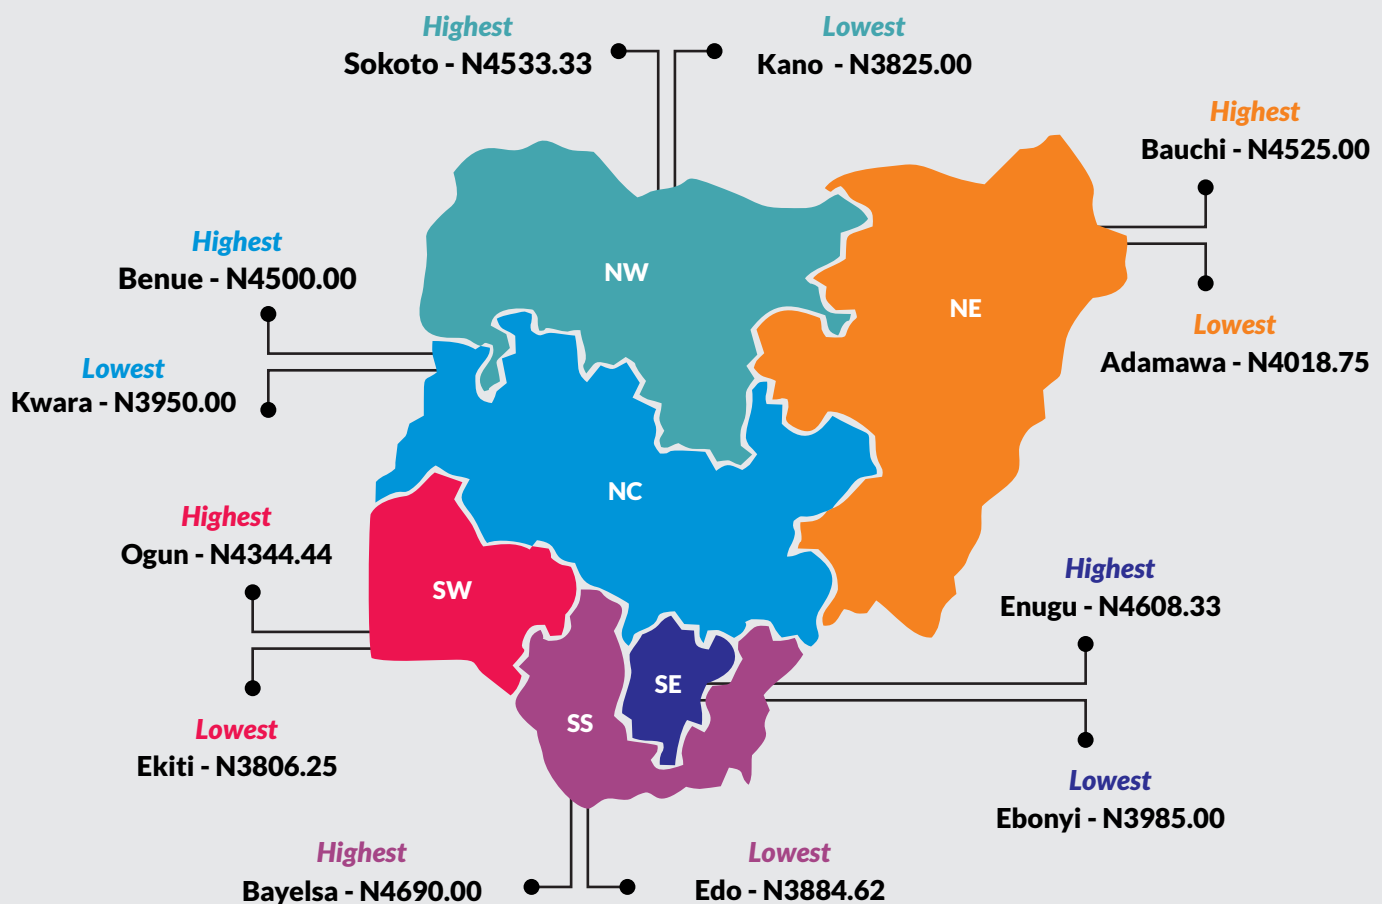 Highest
Sokoto - N4533.33
Lowest
Kano - N3825.00
Highest
Bauchi - N4525.00
Lowest
Adamawa - N4018.75
Highest
Benue - N4500.00
Lowest
Kwara - N3950.00
NW
NE
NC
SW
SE
SS
Highest
Ogun - N4344.44
Lowest
Ekiti - N3806.25
Highest
Enugu - N4608.33
Lowest
Ebonyi - N3985.00
Highest
Bayelsa - N4690.00
Lowest
Edo - N3884.62